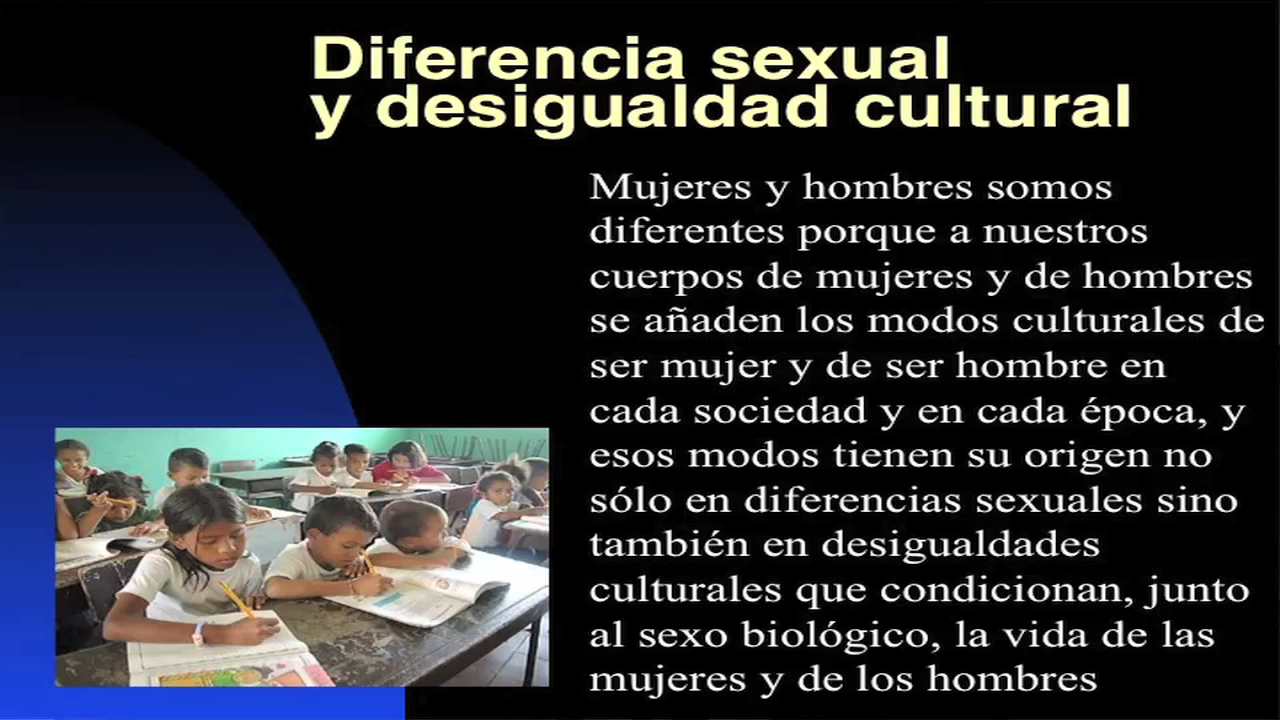 Diferencia sexual
y desigualdad cultural
Mujeres y hombres somos
diferentes porque a nuestros
cuerpos de mujeres y de hombres
se añaden los modos culturales de
ser mujer y de ser hombre en
cada sociedad y en cada época, y
esos modos tienen su origen no
sólo en diferencias sexuales sino
también en desigualdades
culturales que condicionan, junto
al sexo biológico, la vida de las
mujeres y de los hombres